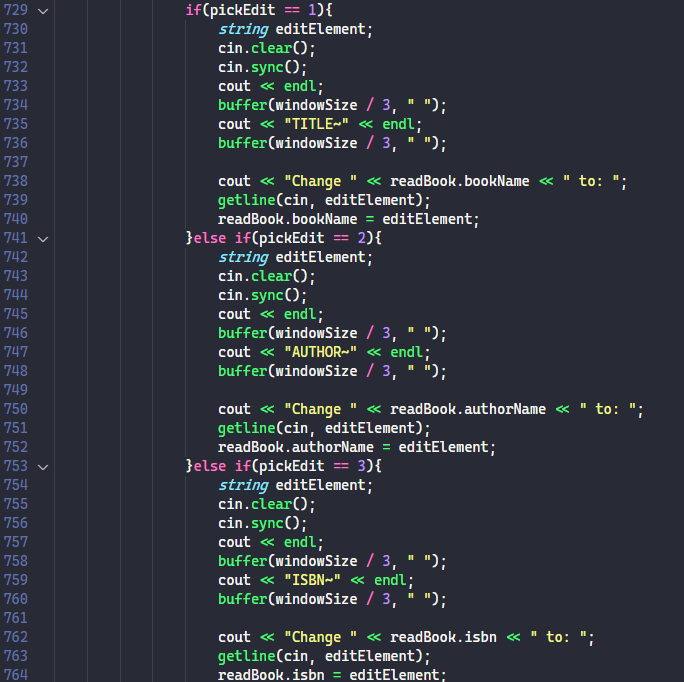 729 if(pickEdit == 1){
730 string editElement;
731 cin.clear();
732 cin.sync();
733 cout << endl;
734 buffer(windowSize / 3, " ");
735 cout << "TITLE~" << endl;
736 buffer(windowSize / 3, " ");
737
738 cout << "Change " << readBook.bookName << " to: ";
739 getline(cin, editElement);
740 readBook.bookName = editElement;
741 }else if(pickEdit == 2){
742 string editElement;
743 cin.clear();
744 cin.sync();
745 cout << endl;
746 buffer(windowSize / 3, " ");
747 cout << "AUTHOR~" << endl;
748 buffer(windowSize / 3, " ");
749
750 cout << "Change " << readBook.authorName << " to: ";
751 getline(cin, editElement);
752 readBook.authorName = editElement;
753 }else if(pickEdit == 3){
754 string editElement;
755 cin.clear();
756 cin.sync();
757 cout << endl;
758 buffer(windowSize / 3, " ");
759 cout << "ISBN~" << endl;
760 buffer(windowSize / 3, " ");
761
762 cout << "Change " << readBook.isbn << " to: ";
763 getline(cin, editElement);
764 readBook.isbn = editElement;